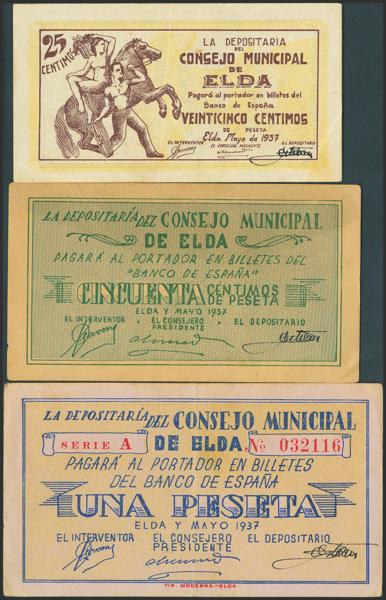 25
CENTIMOS
LA DEPOSITARIA
DEL
CONSEJO MUNICIPAL
DE
ELDA
Pagará al portador en billetes del
Banco de España
VEINTICINCO CENTIMOS
DE PESETA
Elda Mayo de 1937
EL INTERVENTOR EL CONSEJERO PRESIDENTE EL DEPOSITARIO
LA DEPOSITARÍA DEL CONSEJO MUNICIPAL
DE ELDA
PAGARÁ AL PORTADOR EN BILLETES DEL
"BANCO DE ESPAÑA"
CINCUENTA CENTIMOS
DE PESETA
ELDA Y MAYO 1937
EL INTERVENTOR • EL CONSEJERO • EL DEPOSITARIO
PRESIDENTE
LA DEPOSITARÍA DEL CONSEJO MUNICIPAL
SERIE A DE ELDA. Nº 032116
PAGARÁ AL PORTADOR EN BILLETES
DEL BANCO DE ESPAÑA
UNA PESETA
ELDA Y MAYO 1937
EL INTERVENTOR EL CONSEJERO EL DEPOSITARIO
PRESIDENTE
TIP. MODERNA.-ELDA